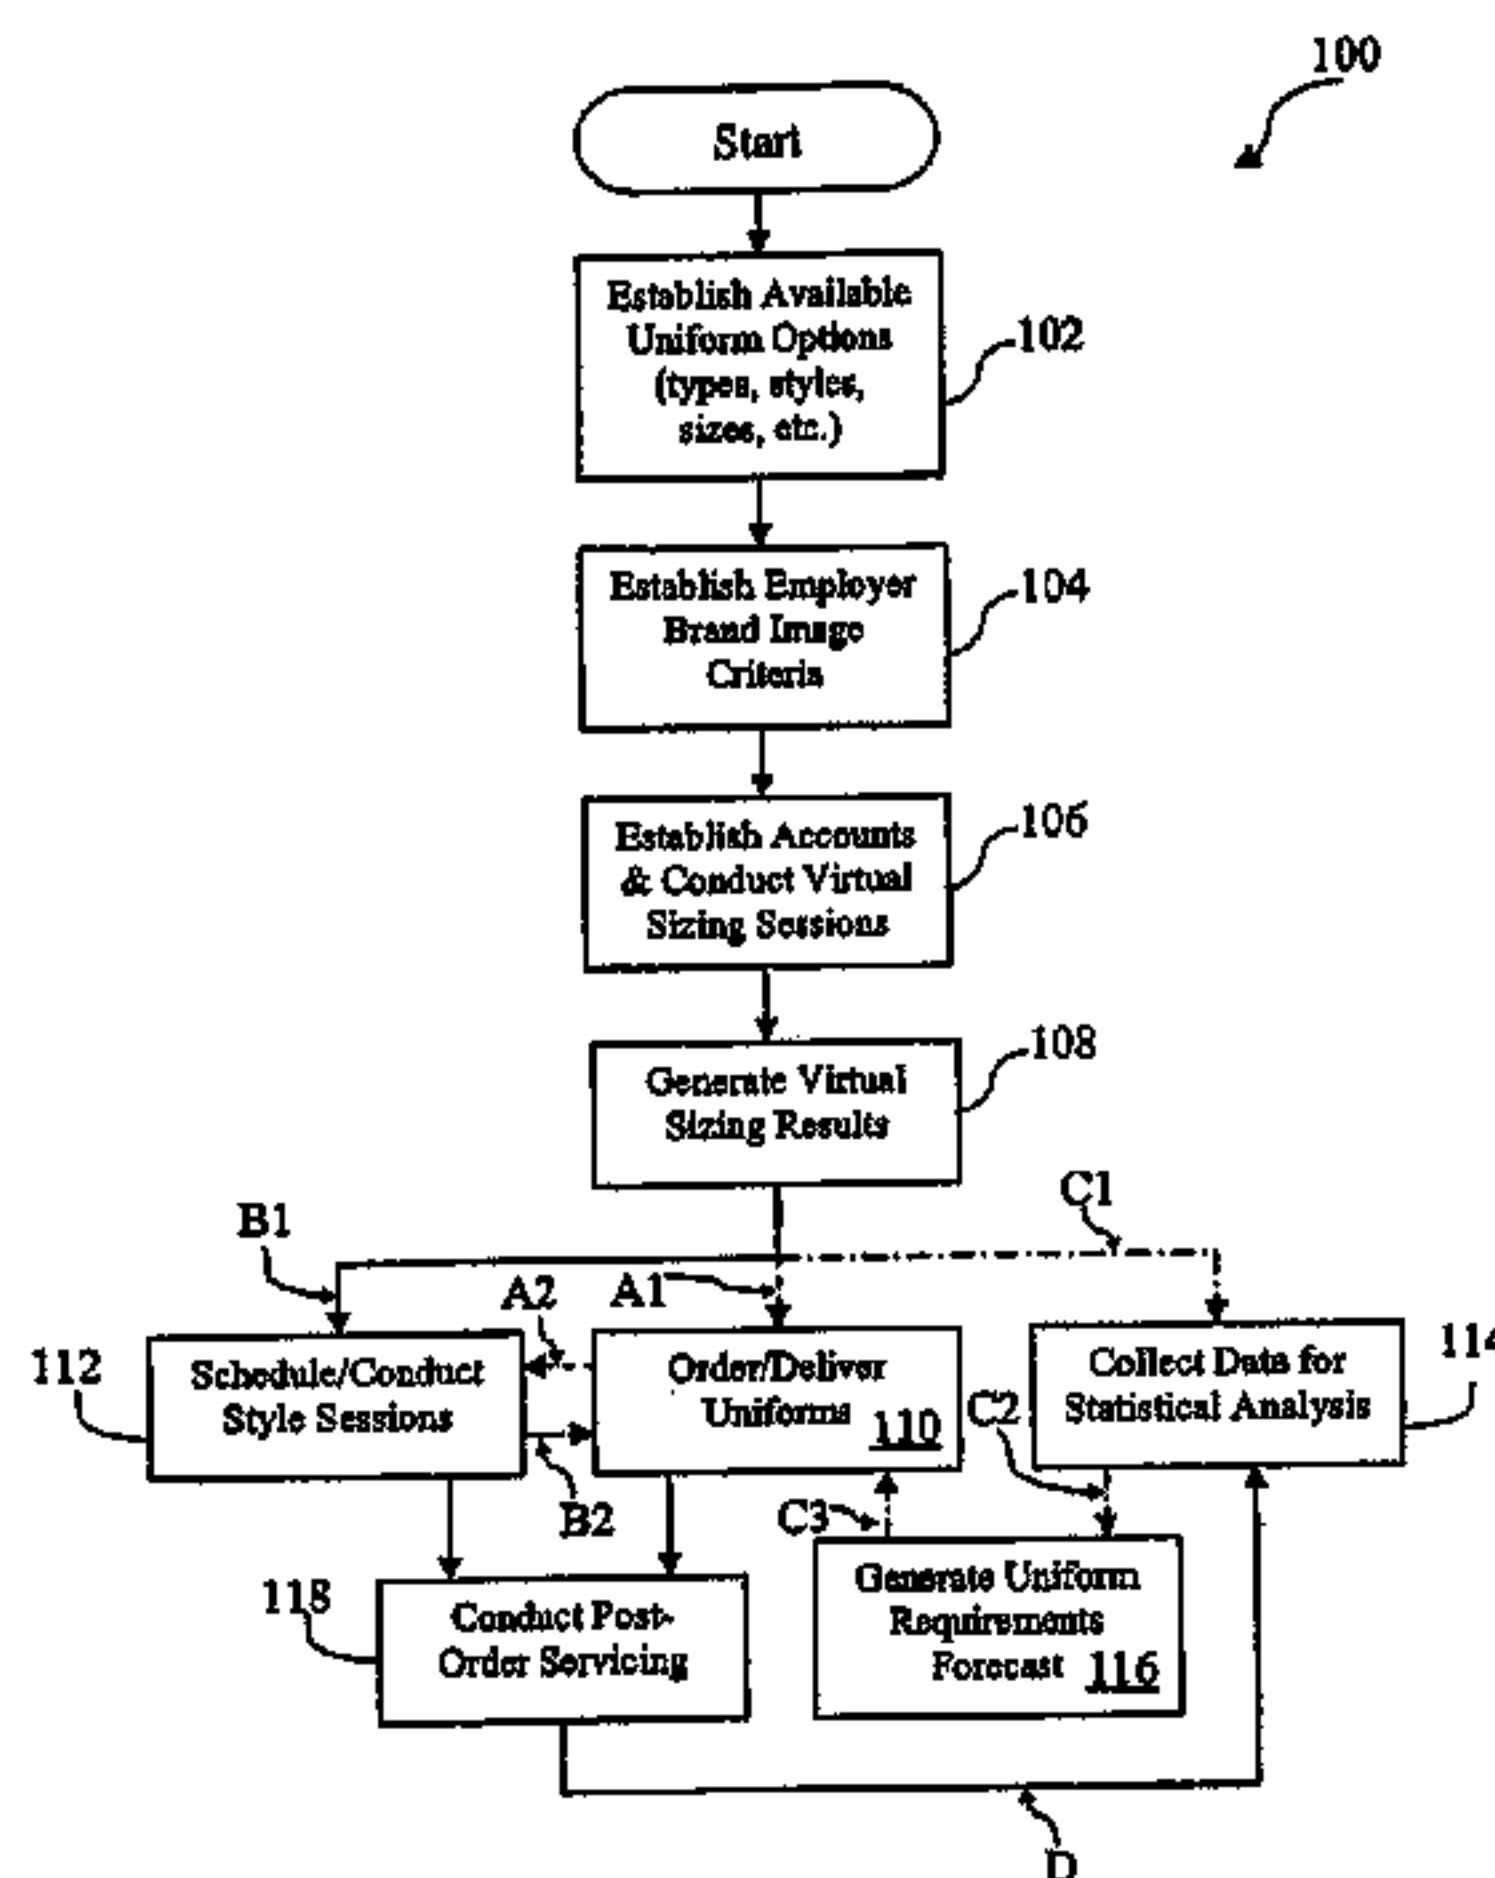 100
Start
Establish Available
Uniform Options
(types, styles,
sizes, etc.)
102
Establish Employer
Brand Image
Criteria
104
Establish Accounts
& Conduct Virtual
Sizing Sessions
106
Generate Virtual
Sizing Results
108
B1
C1
A2
A1
112
Schedule/Conduct
Style Sessions
Order/Deliver
Uniforms
110
Collect Data for
Statistical Analysis
114
C2
B2
C3
118
Conduct Post-
Order Servicing
Generate Uniform
Requirements
Forecast 116
D